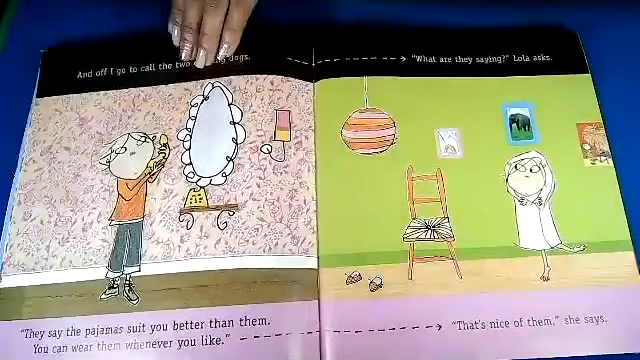 And off I go to call the two dogs.
"What are they saying?" Lola asks.
"They say the pajamas suit you better than them.
You can wear them whenever you like."
"That's nice of them," she says.